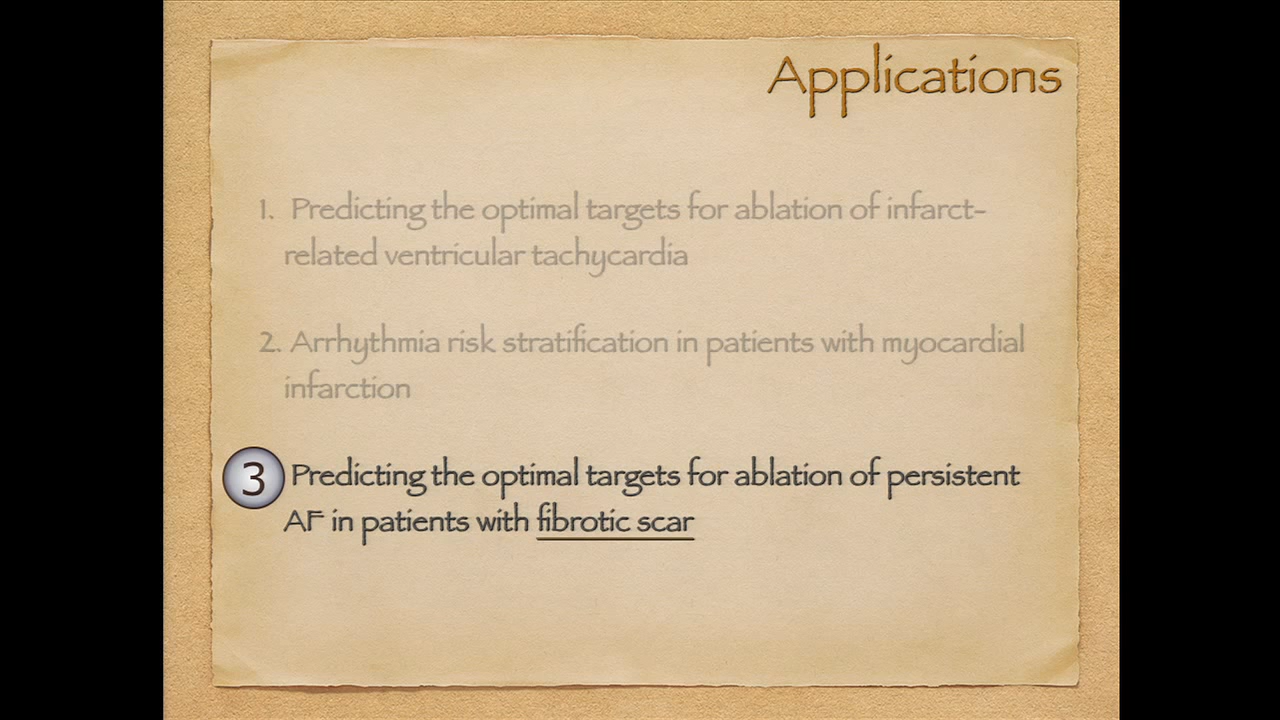 Applications
1. Predicting the optimal targets for ablation of infarct-
related ventricular tachycardia
2. Arrhythmia risk stratification in patients with myocardial
infarction
3 Predicting the optimal targets for ablation of persistent
AF in patients with fibrotic scar